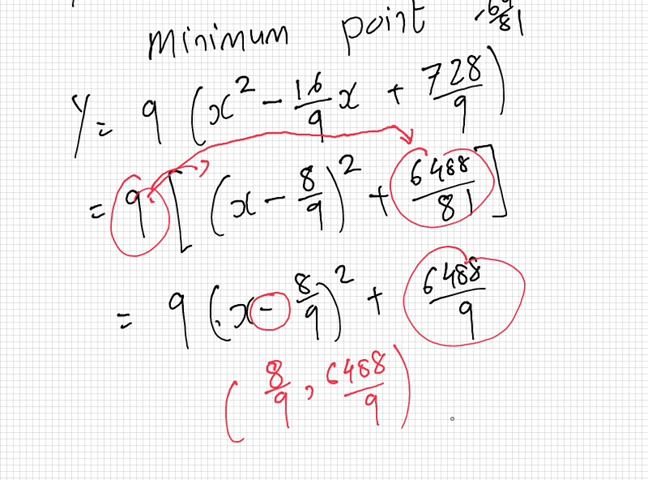 minimum point -64/81
Y = 9 (x² - 16/9 x + 728/9)
= 9 [(x - 8/9)² + 6488/81]
= 9 (x - 8/9)² + 6488/9
(8/9, 6488/9)